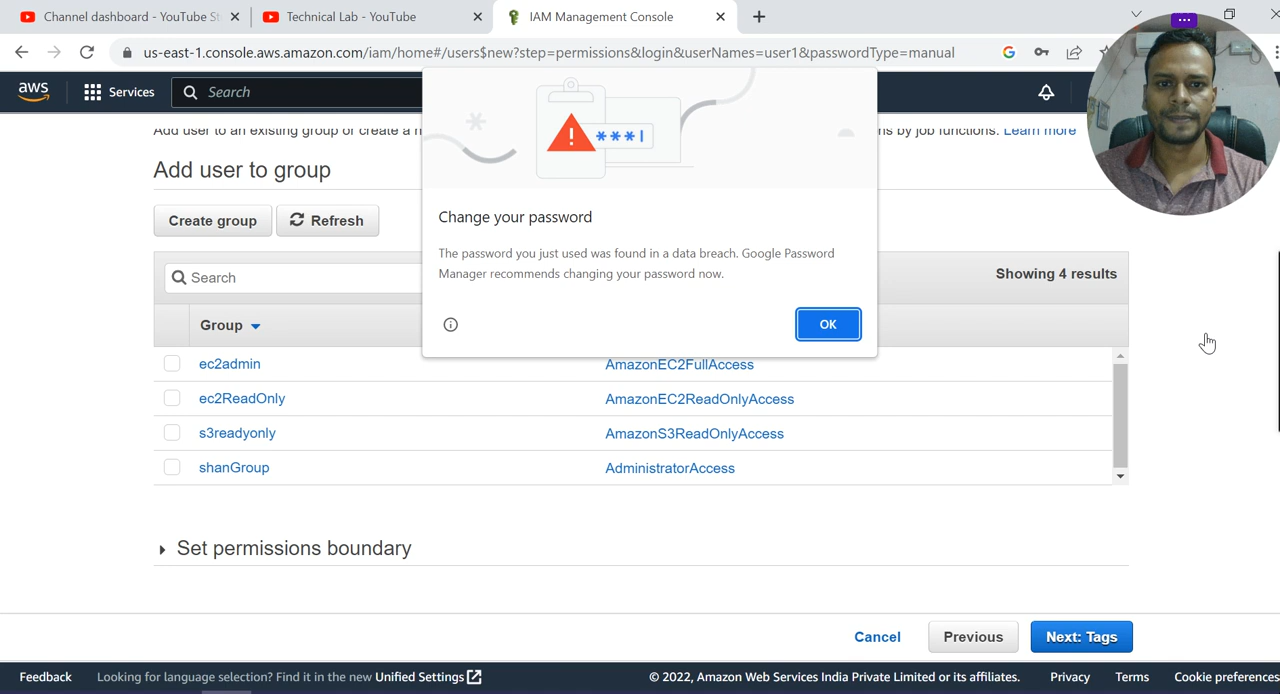 Channel dashboard - YouTube St
Technical Lab - YouTube
IAM Management Console
us-east-1.console.aws.amazon.com/iam/home#/users$new?step=permissions&login&userNames=user1&passwordType=manual
aws
Services
Search
Add user to an existing group or create a n
ns by job functions. Learn more
***|
Add user to group
Change your password
Create group
Refresh
The password you just used was found in a data breach. Google Password
Manager recommends changing your password now.
Search
Showing 4 results
OK
Group
ec2admin AmazonEC2FullAccess
ec2ReadOnly AmazonEC2ReadOnlyAccess
s3readyonly AmazonS3ReadOnlyAccess
shanGroup AdministratorAccess
Set permissions boundary
Cancel Previous Next: Tags
Feedback Looking for language selection? Find it in the new Unified Settings © 2022, Amazon Web Services India Private Limited or its affiliates. Privacy Terms Cookie preferences